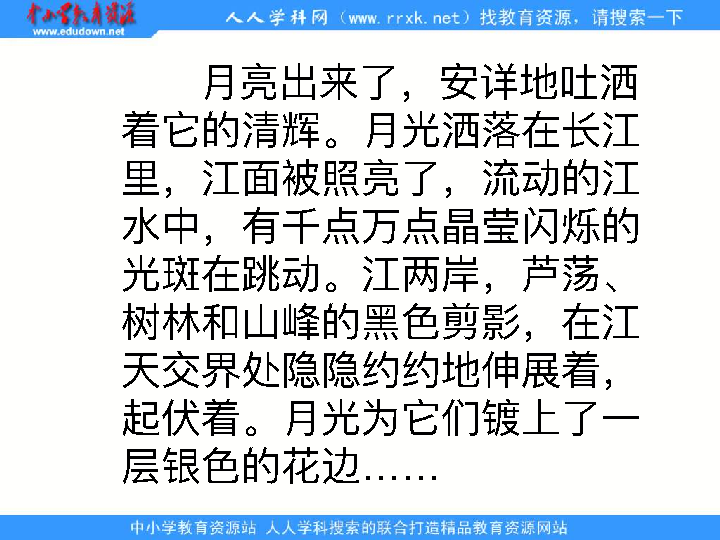 中小学教育资源
www.edudown.net
人人学科网（www.rrxk.net）找教育资源，请搜索一下
月亮出来了，安详地吐洒
着它的清辉。月光洒落在长江
里，江面被照亮了，流动的江
水中，有千点万点晶莹闪烁的
光斑在跳动。江两岸，芦荡、
树林和山峰的黑色剪影，在江
天交界处隐隐约约地伸展着，
起伏着。月光为它们镀上了一
层银色的花边……
中小学教育资源站 人人学科搜索的联合打造精品教育资源网站